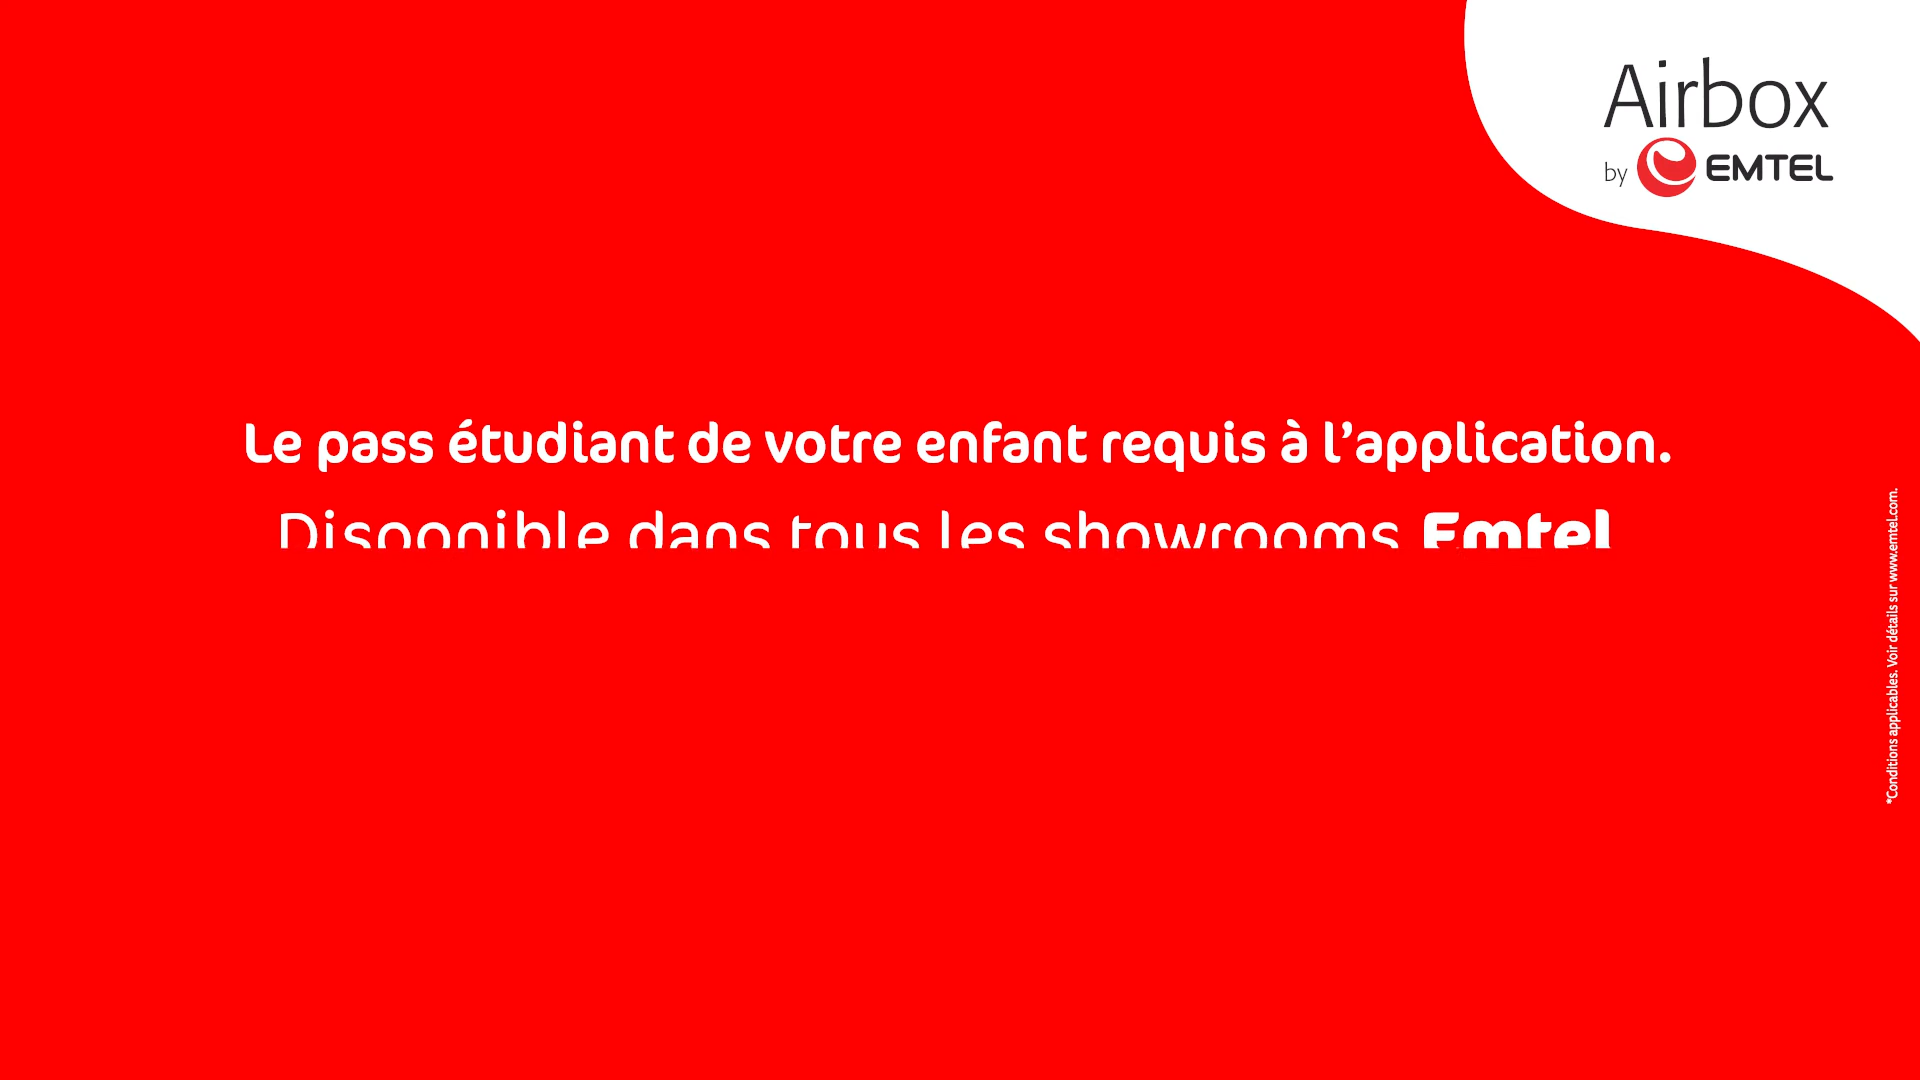 Airbox
by EMTEL
Le pass étudiant de votre enfant requis à l’application.
Disponible dans tous les showrooms Emtel
*Conditions applicables. Voir détails sur www.emtel.com.